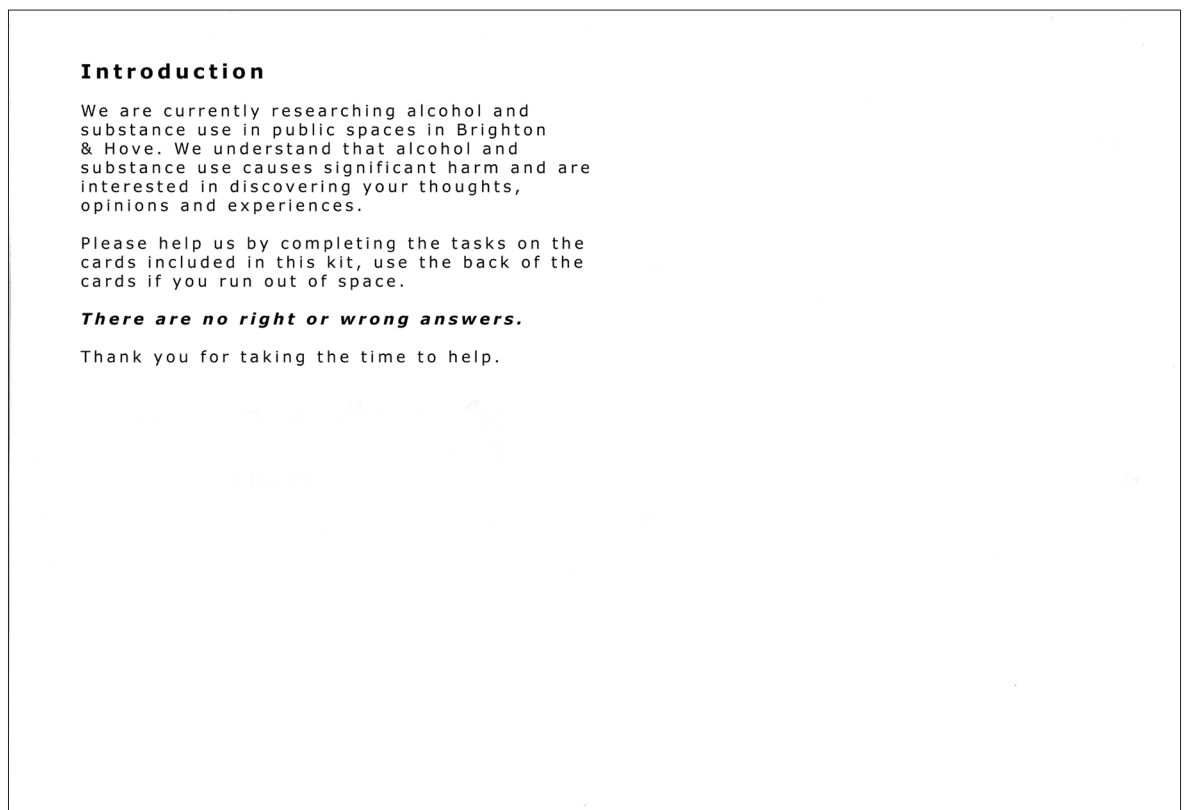 Introduction
We are currently researching alcohol and
substance use in public spaces in Brighton
& Hove. We understand that alcohol and
substance use causes significant harm and are
interested in discovering your thoughts,
opinions and experiences.
Please help us by completing the tasks on the
cards included in this kit, use the back of the
cards if you run out of space.
There are no right or wrong answers.
Thank you for taking the time to help.